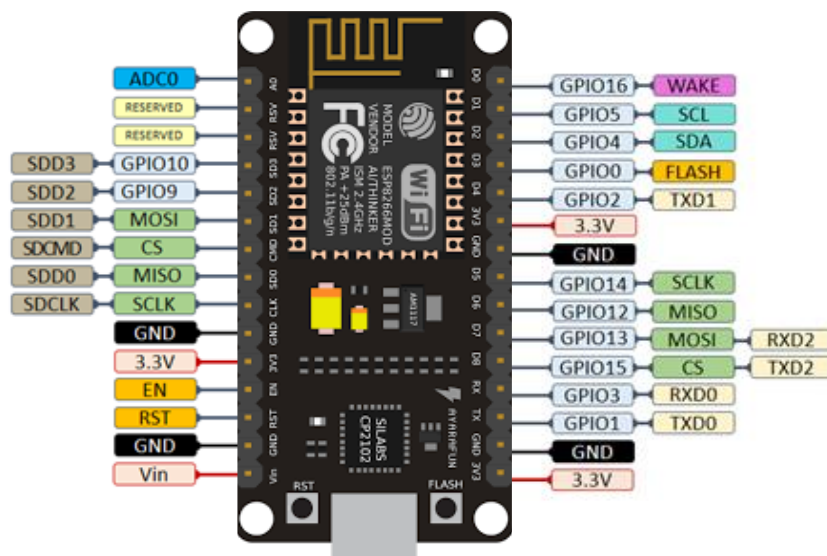 ADC0 A0
RESERVED RSV
RESERVED RSV
SDD3 GPIO10 SD3
SDD2 GPIO9 SD2
SDD1 MOSI SD1
SDCMD CS CMD
SDD0 MISO SD0
SDCLK SCLK CLK
GND GND
3.3V 3V3
EN EN
RST RST
GND GND
Vin Vin
FC
MODEL
VENDOR
ESP8266MOD
AI/THINKER
ISM 2.4GHz
PA +25dBm
802.11b/g/n
Wi Fi
AM1117
SILABS
CP2102
AYARAFUN
RST
FLASH
D0 GPIO16 WAKE
D1 GPIO5 SCL
D2 GPIO4 SDA
D3 GPIO0 FLASH
D4 GPIO2 TXD1
3V3 3.3V
GND GND
D5 GPIO14 SCLK
D6 GPIO12 MISO
D7 GPIO13 MOSI RXD2
D8 GPIO15 CS TXD2
RX GPIO3 RXD0
TX GPIO1 TXD0
GND GND
3V3 3.3V